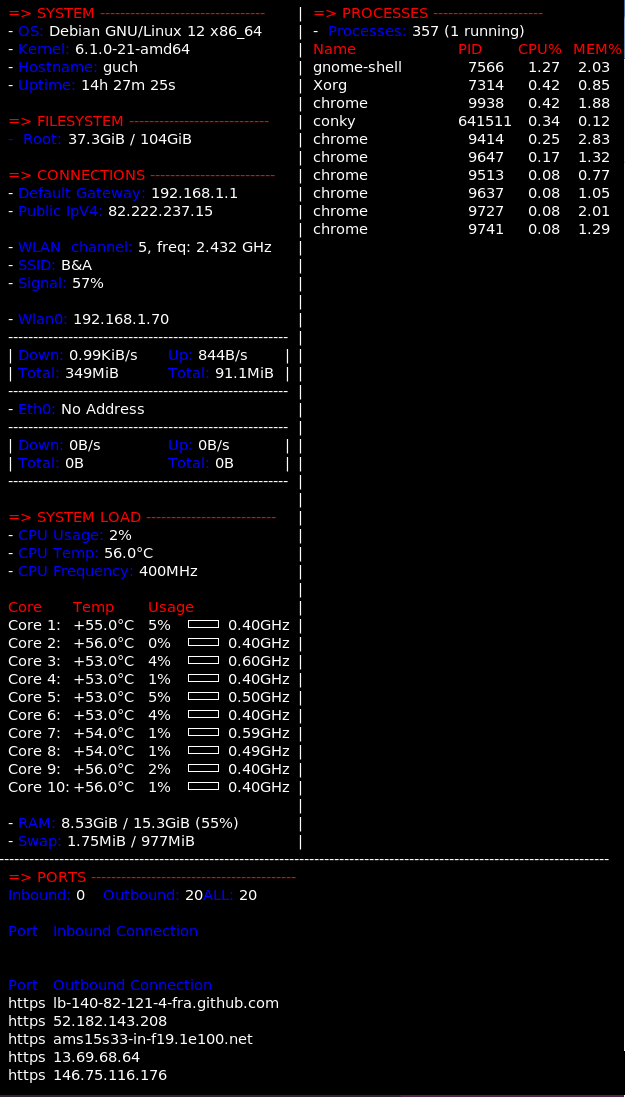 => SYSTEM ---------------------------------
- OS: Debian GNU/Linux 12 x86_64
- Kernel: 6.1.0-21-amd64
- Hostname: guch
- Uptime: 14h 27m 25s
=> FILESYSTEM ----------------------------
- Root: 37.3GiB / 104GiB
=> CONNECTIONS -------------------------
- Default Gateway: 192.168.1.1
- Public IpV4: 82.222.237.15
- WLAN channel: 5, freq: 2.432 GHz
- SSID: B&A
- Signal: 57%
- Wlan0: 192.168.1.70
--------------------------------------------------------
| Down: 0.99KiB/s Up: 844B/s |
| Total: 349MiB Total: 91.1MiB |
--------------------------------------------------------
- Eth0: No Address
--------------------------------------------------------
| Down: 0B/s Up: 0B/s |
| Total: 0B Total: 0B |
--------------------------------------------------------
=> SYSTEM LOAD --------------------------
- CPU Usage: 2%
- CPU Temp: 56.0°C
- CPU Frequency: 400MHz
Core Temp Usage
Core 1: +55.0°C 5% 0.40GHz
Core 2: +56.0°C 0% 0.40GHz
Core 3: +53.0°C 4% 0.60GHz
Core 4: +53.0°C 1% 0.40GHz
Core 5: +53.0°C 5% 0.50GHz
Core 6: +53.0°C 4% 0.40GHz
Core 7: +54.0°C 1% 0.59GHz
Core 8: +54.0°C 1% 0.49GHz
Core 9: +56.0°C 2% 0.40GHz
Core 10: +56.0°C 1% 0.40GHz
- RAM: 8.53GiB / 15.3GiB (55%)
- Swap: 1.75MiB / 977MiB
=> PROCESSES ----------------------
- Processes: 357 (1 running)
Name PID CPU% MEM%
gnome-shell 7566 1.27 2.03
Xorg 7314 0.42 0.85
chrome 9938 0.42 1.88
conky 641511 0.34 0.12
chrome 9414 0.25 2.83
chrome 9647 0.17 1.32
chrome 9513 0.08 0.77
chrome 9637 0.08 1.05
chrome 9727 0.08 2.01
chrome 9741 0.08 1.29
=> PORTS -----------------------------------------
Inbound: 0 Outbound: 20ALL: 20
Port Inbound Connection
Port Outbound Connection
https lb-140-82-121-4-fra.github.com
https 52.182.143.208
https ams15s33-in-f19.1e100.net
https 13.69.68.64
https 146.75.116.176